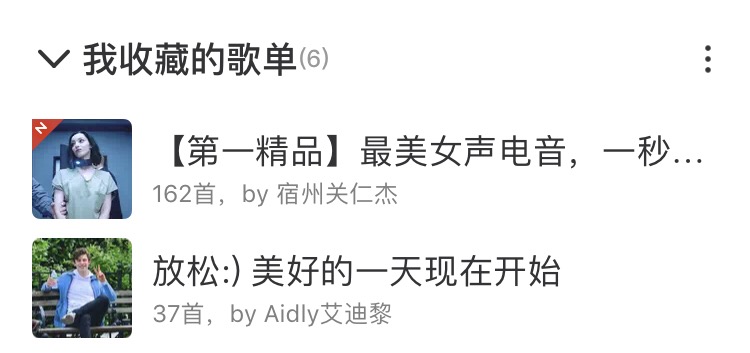 我收藏的歌单(6)
【第一精品】最美女声电音，一秒...
162首，by 宿州关仁杰
放松:) 美好的一天现在开始
37首，by Aidly艾迪黎